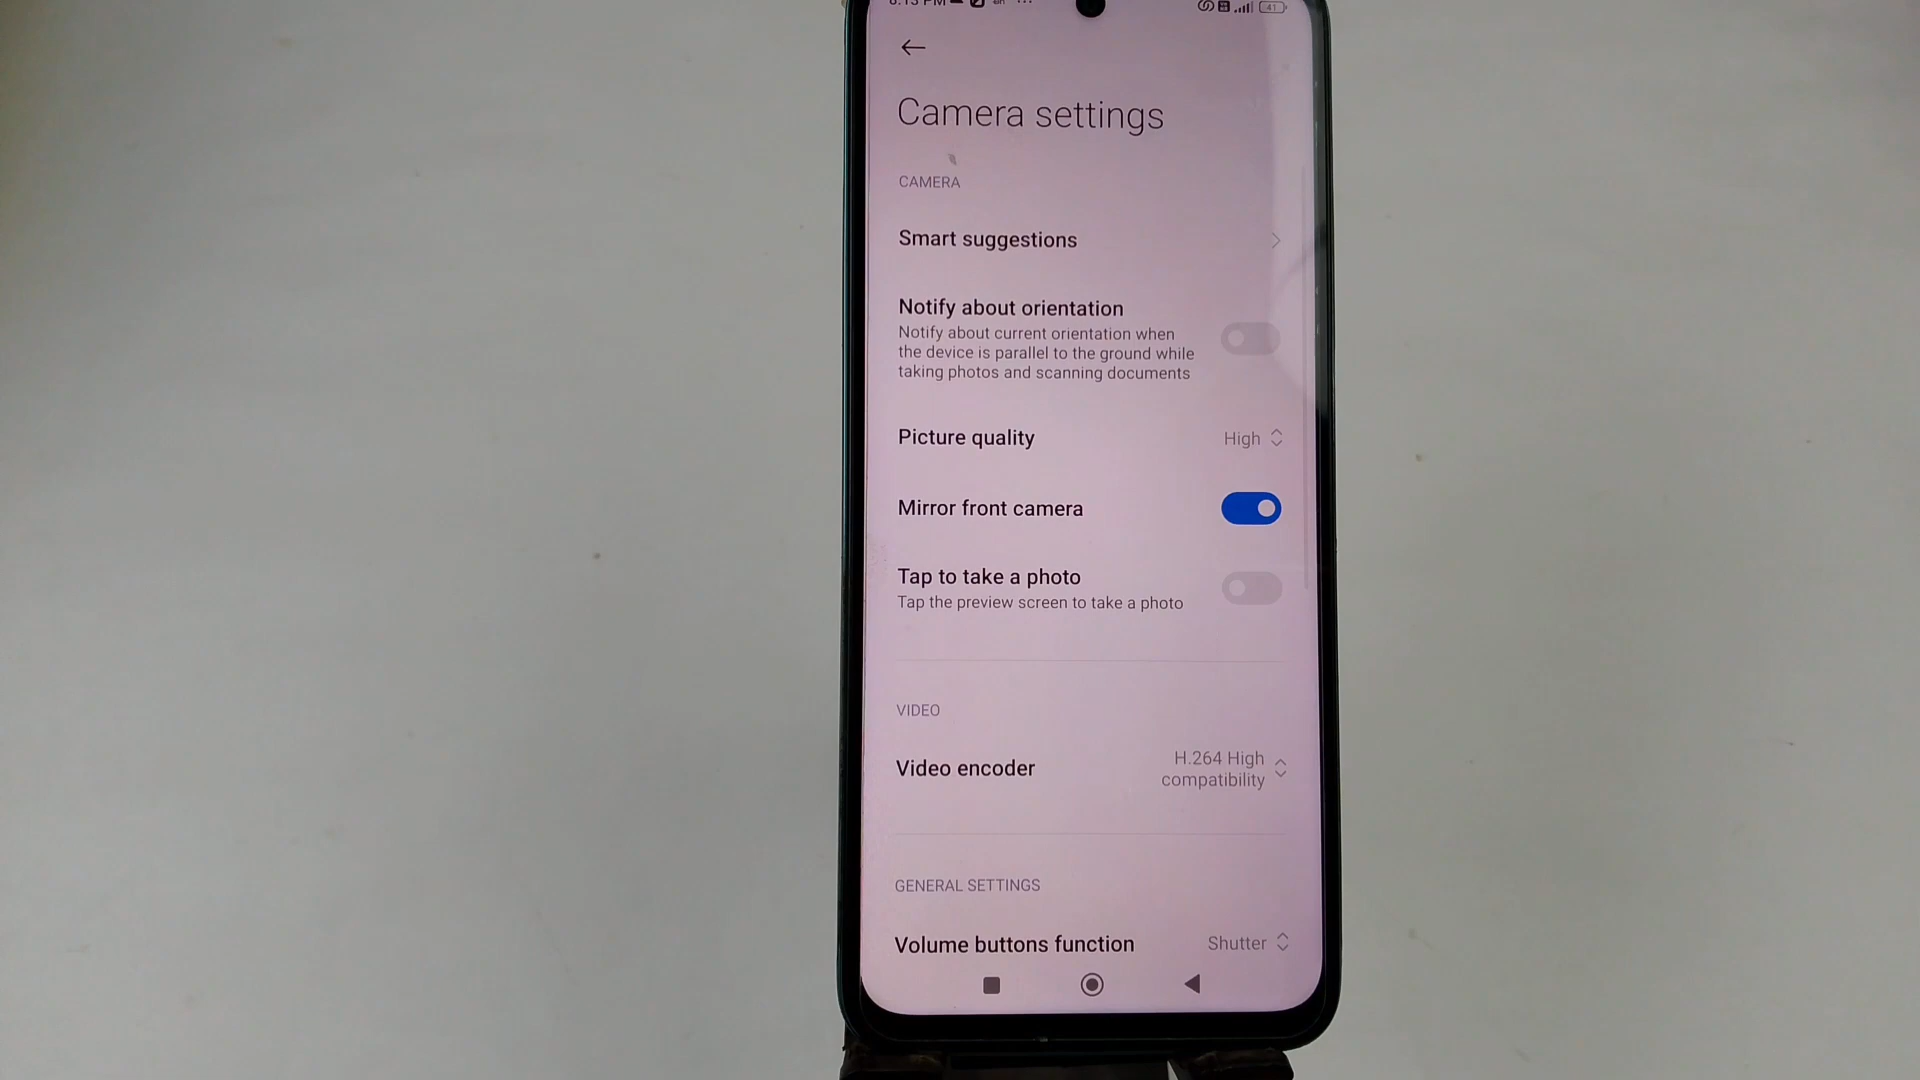 41
Camera settings
CAMERA
Smart suggestions
Notify about orientation
Notify about current orientation when
the device is parallel to the ground while
taking photos and scanning documents
Picture quality High
Mirror front camera
Tap to take a photo
Tap the preview screen to take a photo
VIDEO
Video encoder
H.264 High
compatibility
GENERAL SETTINGS
Volume buttons function Shutter